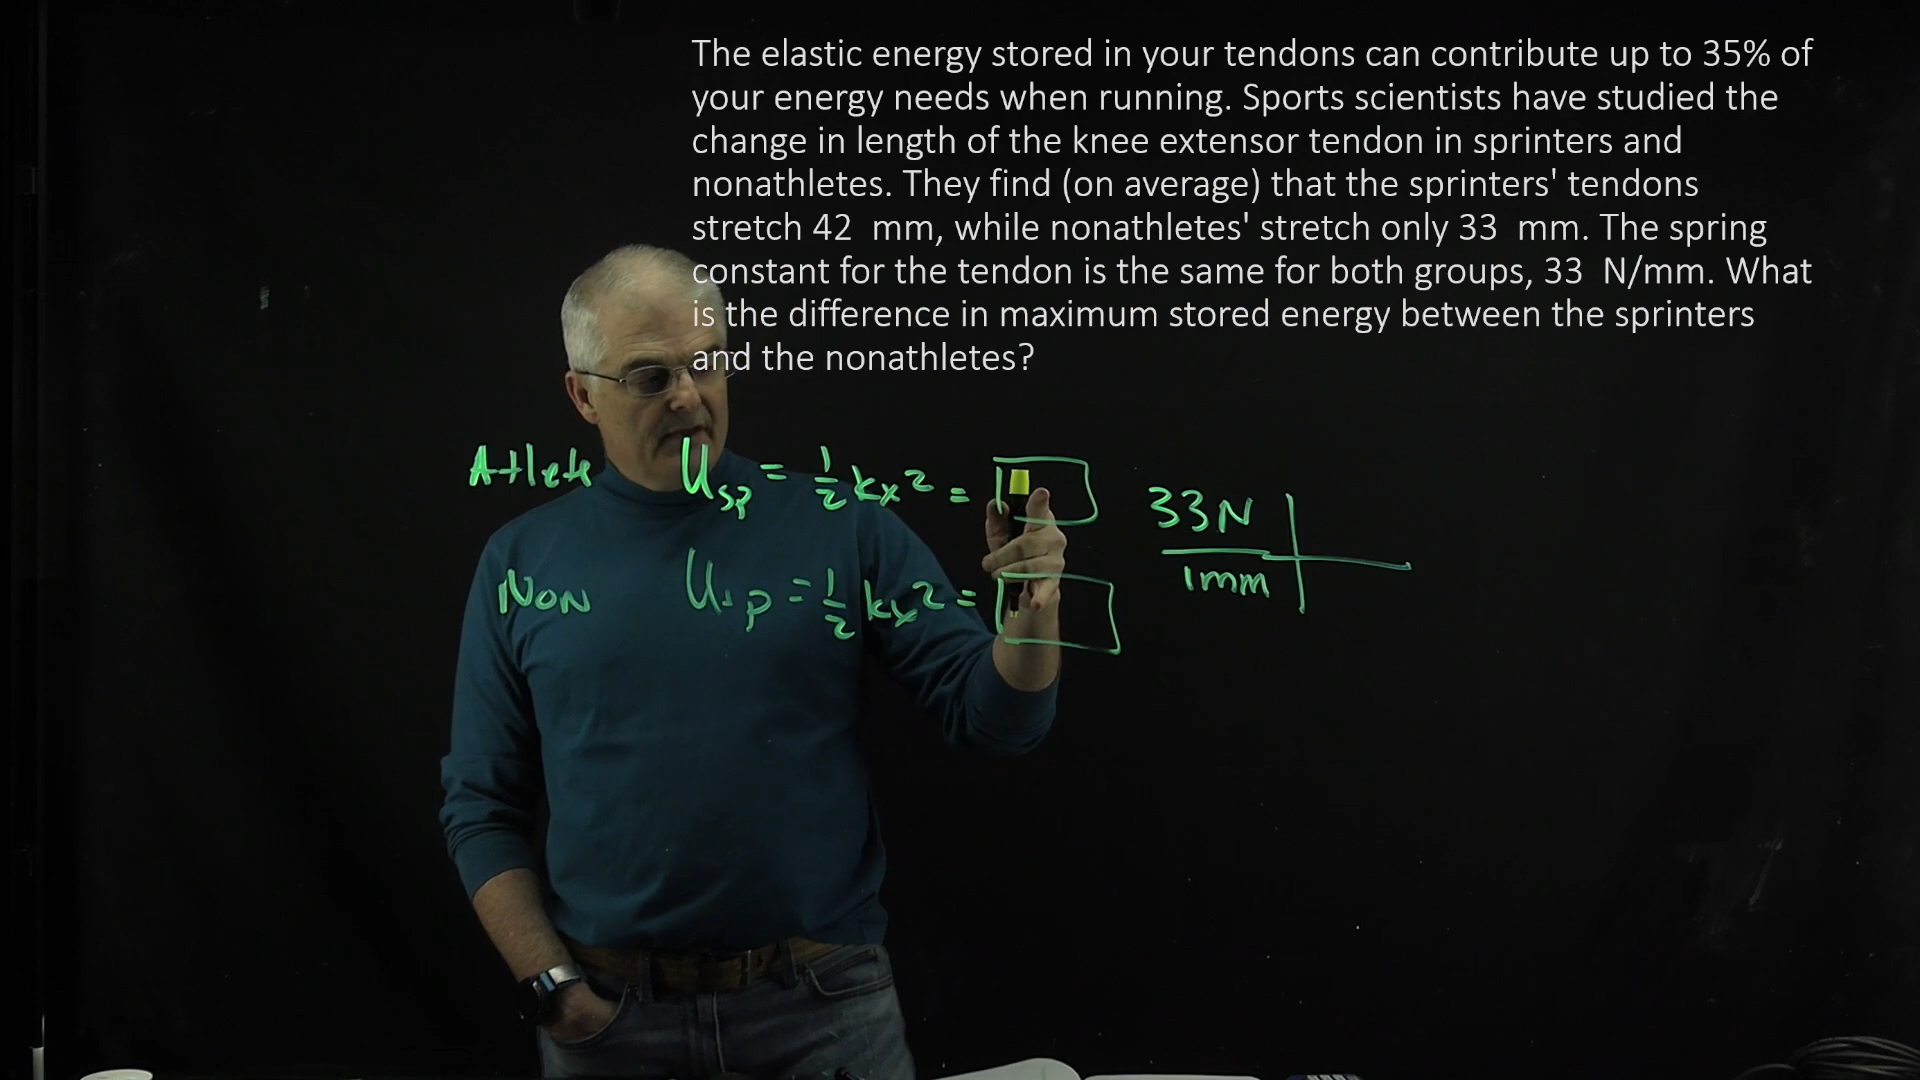 The elastic energy stored in your tendons can contribute up to 35% of
your energy needs when running. Sports scientists have studied the
change in length of the knee extensor tendon in sprinters and
nonathletes. They find (on average) that the sprinters' tendons
stretch 42 mm, while nonathletes' stretch only 33 mm. The spring
constant for the tendon is the same for both groups, 33 N/mm. What
is the difference in maximum stored energy between the sprinters
and the nonathletes?
Atlete Usp = 1/2 kx² =
33N
1mm
Non Usp = 1/2 kx² =